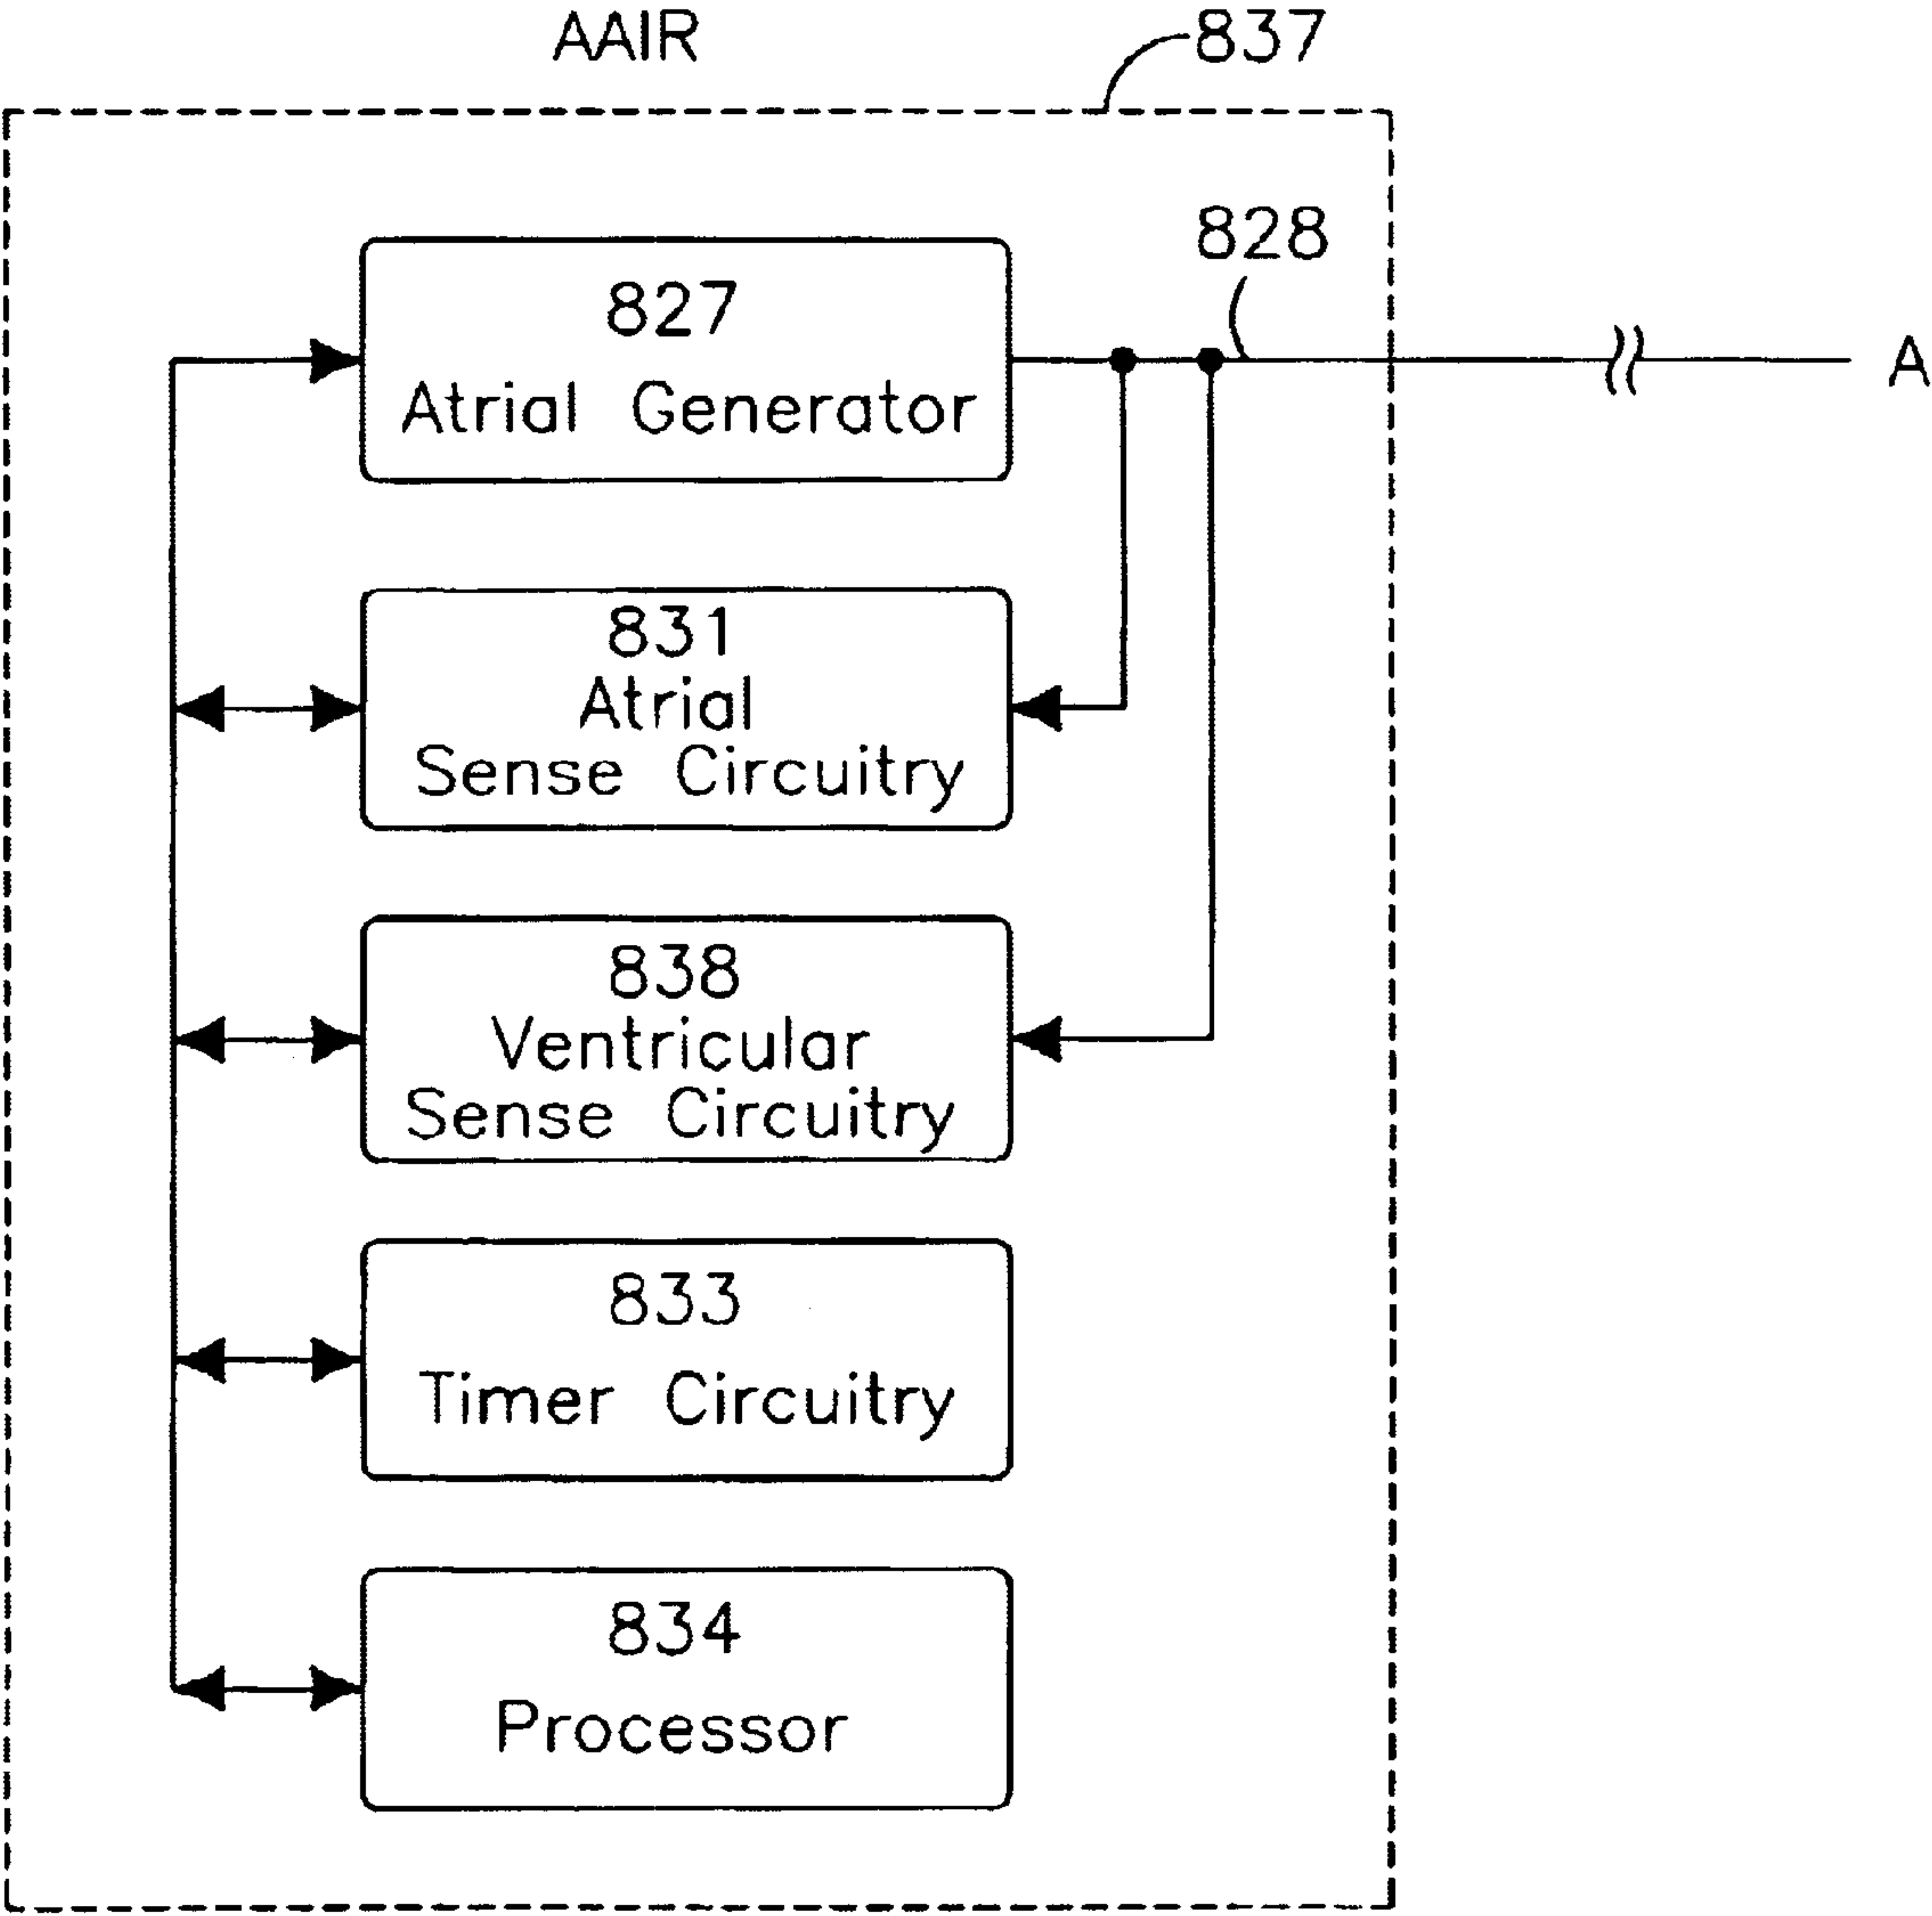 AAIR
837
828
827
Atrial Generator
A
831
Atrial
Sense Circuitry
838
Ventricular
Sense Circuitry
833
Timer Circuitry
834
Processor